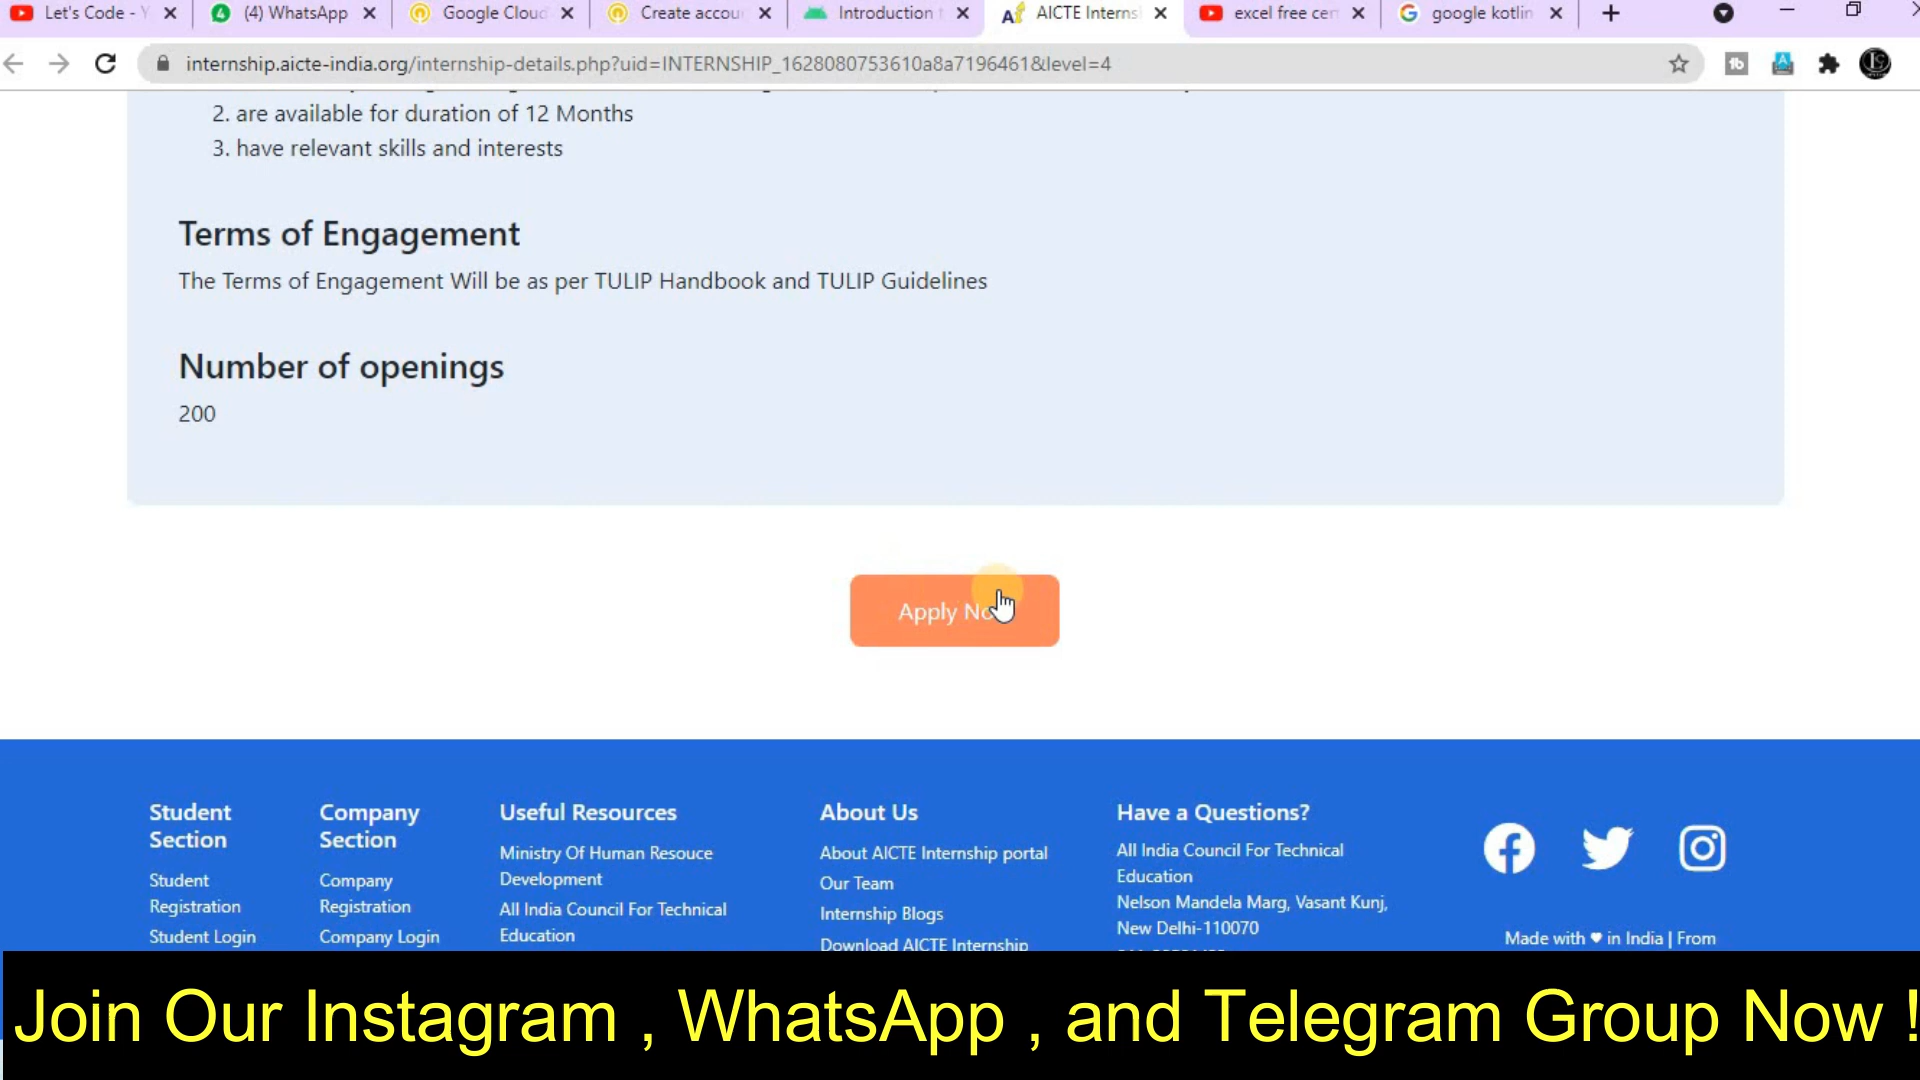 Let's Code - Y
(4) WhatsApp
Google Cloud
Create accou
Introduction t
AICTE Interns
excel free cer
google kotlin
internship.aicte-india.org/internship-details.php?uid=INTERNSHIP_1628080753610a8a7196461&level=4
2. are available for duration of 12 Months
3. have relevant skills and interests
Terms of Engagement
The Terms of Engagement Will be as per TULIP Handbook and TULIP Guidelines
Number of openings
200
Apply No
Student
Section
Student
Registration
Student Login
Company
Section
Company
Registration
Company Login
Useful Resources
Ministry Of Human Resouce
Development
All India Council For Technical
Education
About Us
About AICTE Internship portal
Our Team
Internship Blogs
Download AICTE Internship
Have a Questions?
All India Council For Technical
Education
Nelson Mandela Marg, Vasant Kunj,
New Delhi-110070
Made with ♥ in India | From
Join Our Instagram , WhatsApp , and Telegram Group Now !